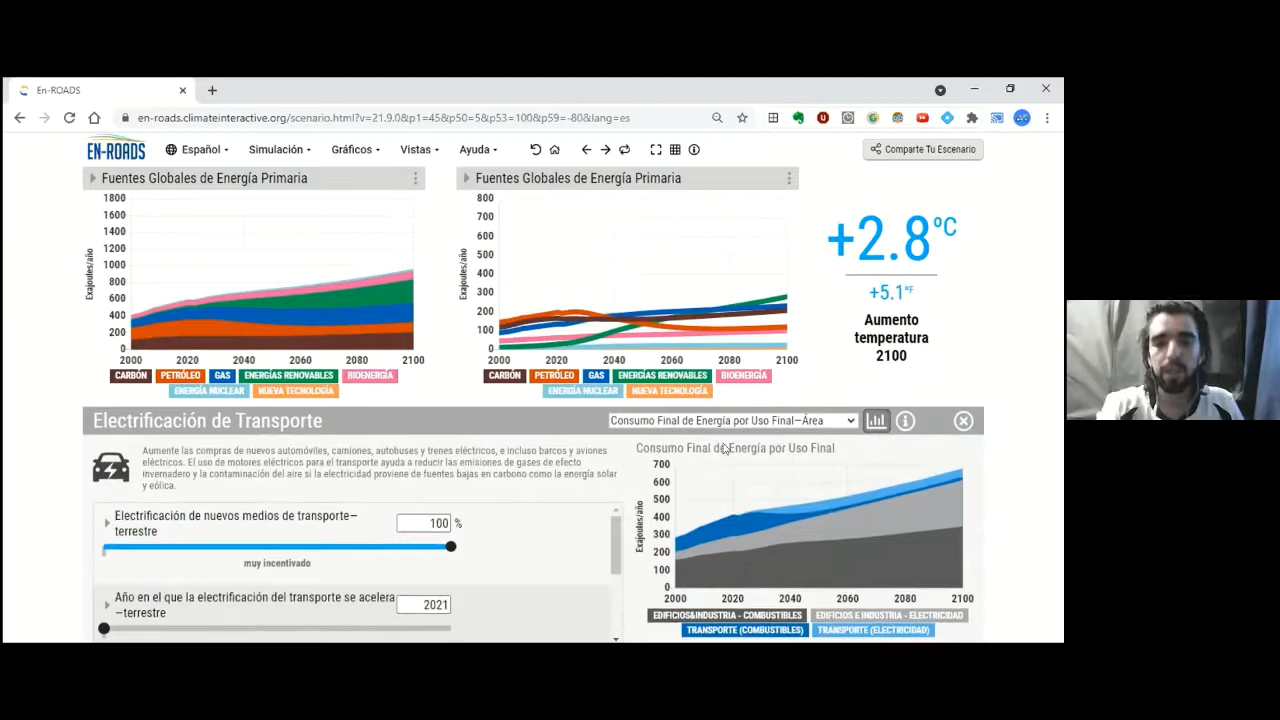 En-ROADS
en-roads.climateinteractive.org/scenario.html?v=21.9.0&p1=45&p50=5&p53=100&p59=-80&lang=es
EN-ROADS
Español
Simulación
Gráficos
Vistas
Ayuda
Comparte Tu Escenario
Fuentes Globales de Energía Primaria
Exajoules/año
1800
1600
1400
1200
1000
800
600
400
200
0
2000 2020 2040 2060 2080 2100
CARBÓN PETRÓLEO GAS ENERGÍAS RENOVABLES BIOENERGÍA
ENERGÍA NUCLEAR NUEVA TECNOLOGÍA
Fuentes Globales de Energía Primaria
Exajoules/año
800
700
600
500
400
300
200
100
0
2000 2020 2040 2060 2080 2100
CARBÓN PETRÓLEO GAS ENERGÍAS RENOVABLES BIOENERGÍA
ENERGÍA NUCLEAR NUEVA TECNOLOGÍA
+2.8 °C
+5.1 °F
Aumento
temperatura
2100
Electrificación de Transporte
Consumo Final de Energía por Uso Final—Área
Aumente las compras de nuevos automóviles, camiones, autobuses y trenes eléctricos, e incluso barcos y aviones
eléctricos. El uso de motores eléctricos para el transporte ayuda a reducir las emisiones de gases de efecto
invernadero y la contaminación del aire si la electricidad proviene de fuentes bajas en carbono como la energía solar
y eólica.
Electrificación de nuevos medios de transporte—
terrestre
100 %
muy incentivado
Año en el que la electrificación del transporte se acelera
—terrestre
2021
Consumo Final de Energía por Uso Final
Exajoules/año
700
600
500
400
300
200
100
0
2000 2020 2040 2060 2080 2100
EDIFICIOS&INDUSTRIA - COMBUSTIBLES EDIFICIOS E INDUSTRIA - ELECTRICIDAD
TRANSPORTE (COMBUSTIBLES) TRANSPORTE (ELECTRICIDAD)